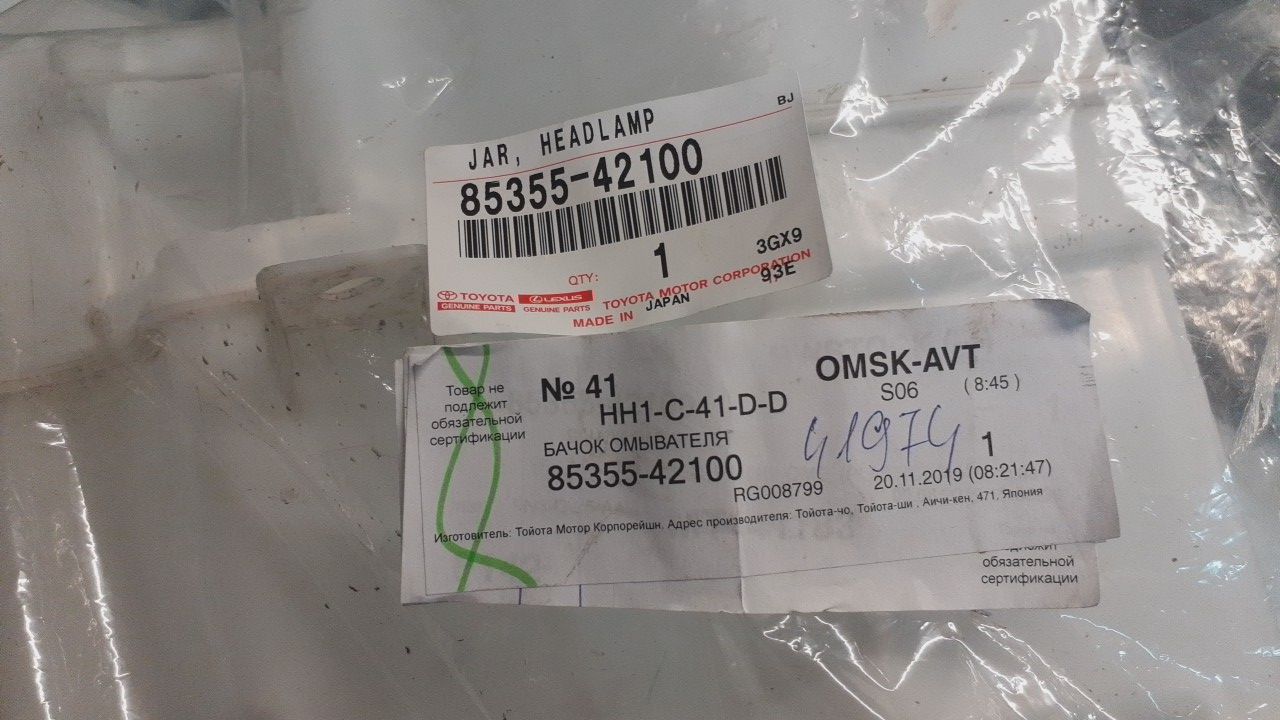 BJ
JAR, HEADLAMP
85355-42100
QTY: 1 3GX9
TOYOTA LEXUS TOYOTA MOTOR CORPORATION
GENUINE PARTS GENUINE PARTS 93E
MADE IN JAPAN
Товар не
подлежит
обязательной
сертификации
№ 41 OMSK-AVT
HH1-C-41-D-D S06 ( 8:45 )
БАЧОК ОМЫВАТЕЛЯ 41974 1
85355-42100 RG008799 20.11.2019 (08:21:47)
Изготовитель: Тойота Мотор Корпорейшн. Адрес производителя: Тойота-чо, Тойота-ши , Аичи-кен, 471, Япония
подлежит
обязательной
сертификации